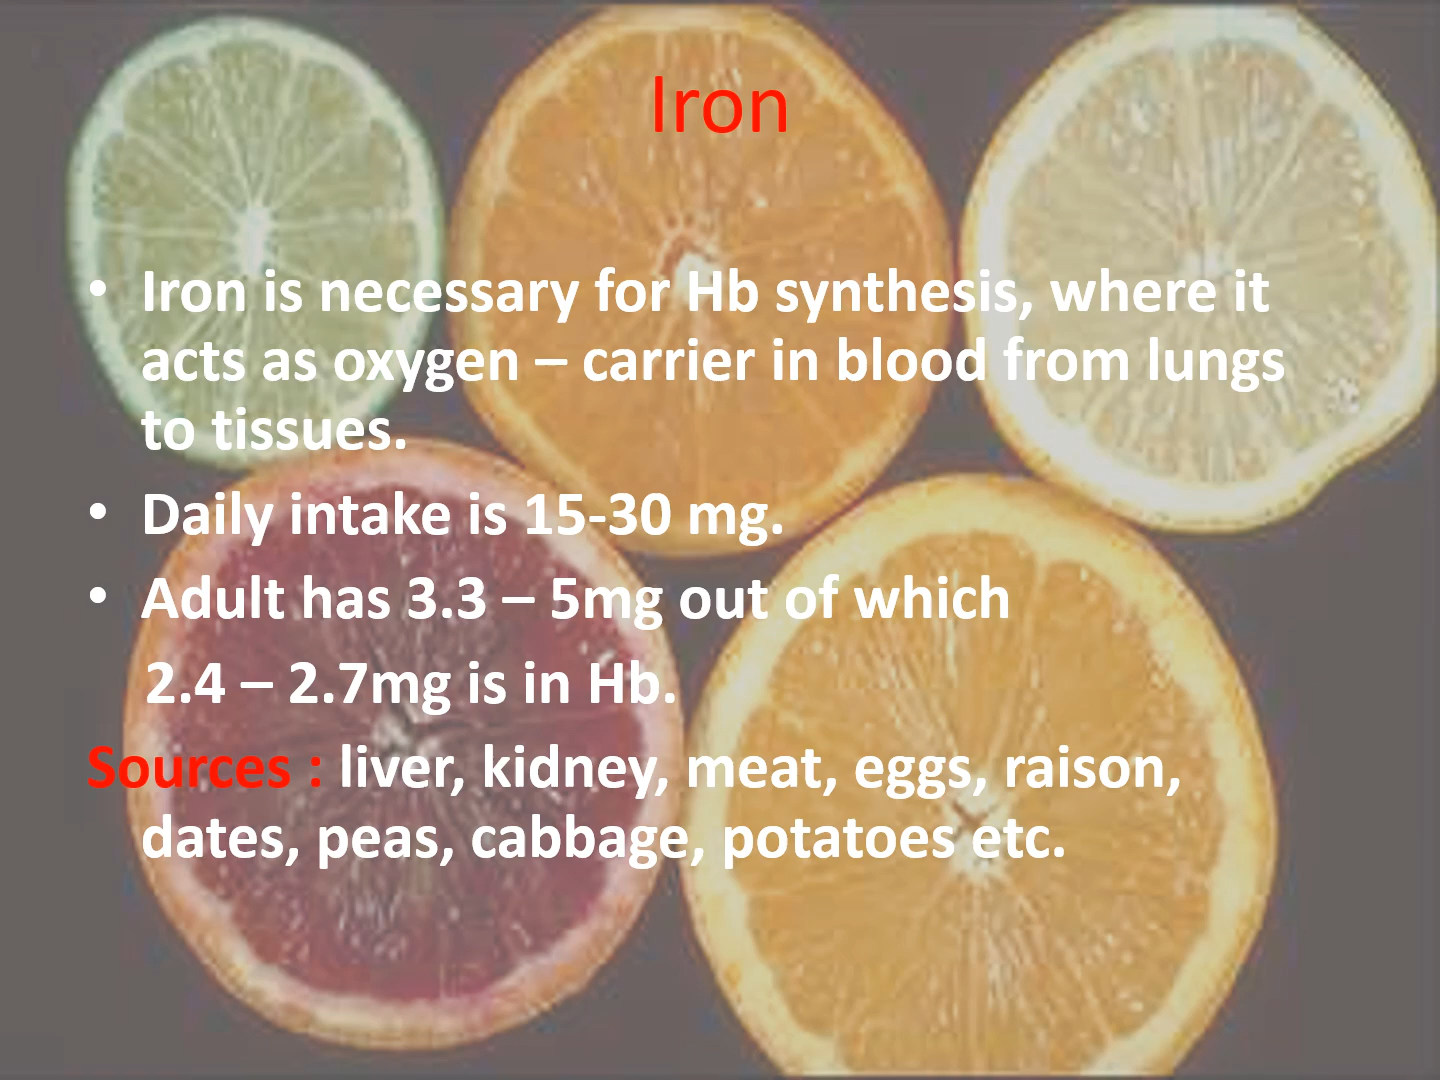 Iron
• Iron is necessary for Hb synthesis, where it
acts as oxygen – carrier in blood from lungs
to tissues.
• Daily intake is 15-30 mg.
• Adult has 3.3 – 5mg out of which
2.4 – 2.7mg is in Hb.
Sources : liver, kidney, meat, eggs, raison,
dates, peas, cabbage, potatoes etc.